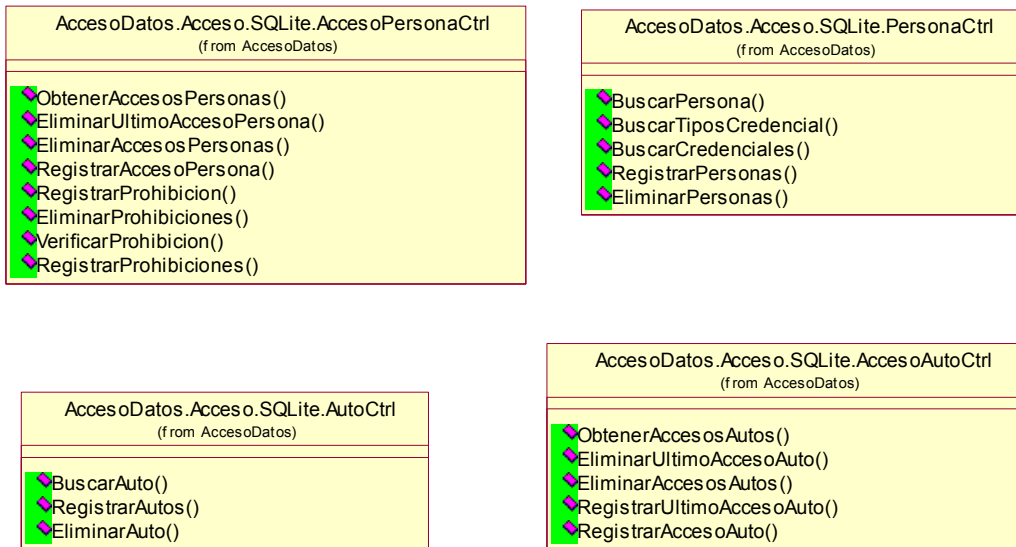 AccesoDatos.Acceso.SQLite.AccesoPersonaCtrl
(from AccesoDatos)
ObtenerAccesosPersonas()
EliminarUltimoAccesoPersona()
EliminarAccesosPersonas()
RegistrarAccesoPersona()
RegistrarProhibicion()
EliminarProhibiciones()
VerificarProhibicion()
RegistrarProhibiciones()
AccesoDatos.Acceso.SQLite.PersonaCtrl
(from AccesoDatos)
BuscarPersona()
BuscarTiposCredencial()
BuscarCredenciales()
RegistrarPersonas()
EliminarPersonas()
AccesoDatos.Acceso.SQLite.AutoCtrl
(from AccesoDatos)
BuscarAuto()
RegistrarAutos()
EliminarAuto()
AccesoDatos.Acceso.SQLite.AccesoAutoCtrl
(from AccesoDatos)
ObtenerAccesosAutos()
EliminarUltimoAccesoAuto()
EliminarAccesosAutos()
RegistrarUltimoAccesoAuto()
RegistrarAccesoAuto()